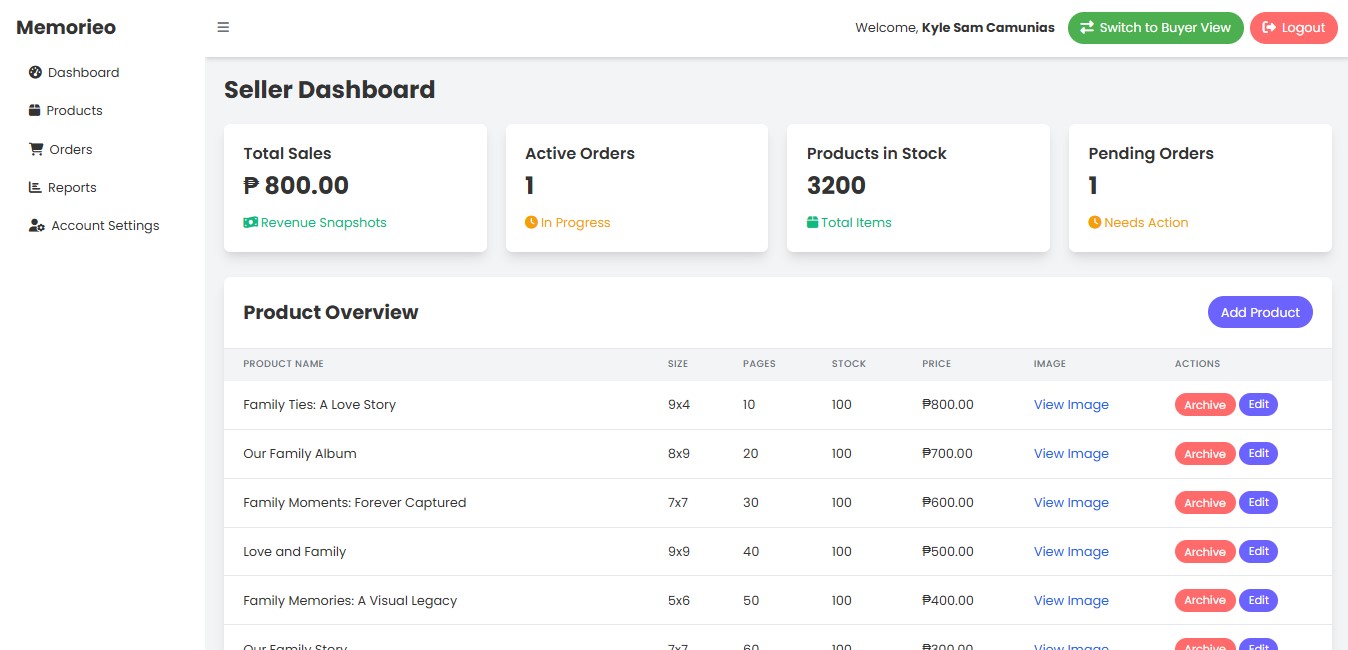 Memorieo
Welcome, Kyle Sam Camunias
Switch to Buyer View
Logout
Dashboard
Products
Orders
Reports
Account Settings
Seller Dashboard
Total Sales
₱ 800.00
Revenue Snapshots
Active Orders
1
In Progress
Products in Stock
3200
Total Items
Pending Orders
1
Needs Action
Product Overview
Add Product
PRODUCT NAME SIZE PAGES STOCK PRICE IMAGE ACTIONS
Family Ties: A Love Story 9x4 10 100 ₱800.00 View Image Archive Edit
Our Family Album 8x9 20 100 ₱700.00 View Image Archive Edit
Family Moments: Forever Captured 7x7 30 100 ₱600.00 View Image Archive Edit
Love and Family 9x9 40 100 ₱500.00 View Image Archive Edit
Family Memories: A Visual Legacy 5x6 50 100 ₱400.00 View Image Archive Edit
Our Family Story 7x7 60 100 ₱300.00 View Image Archive Edit